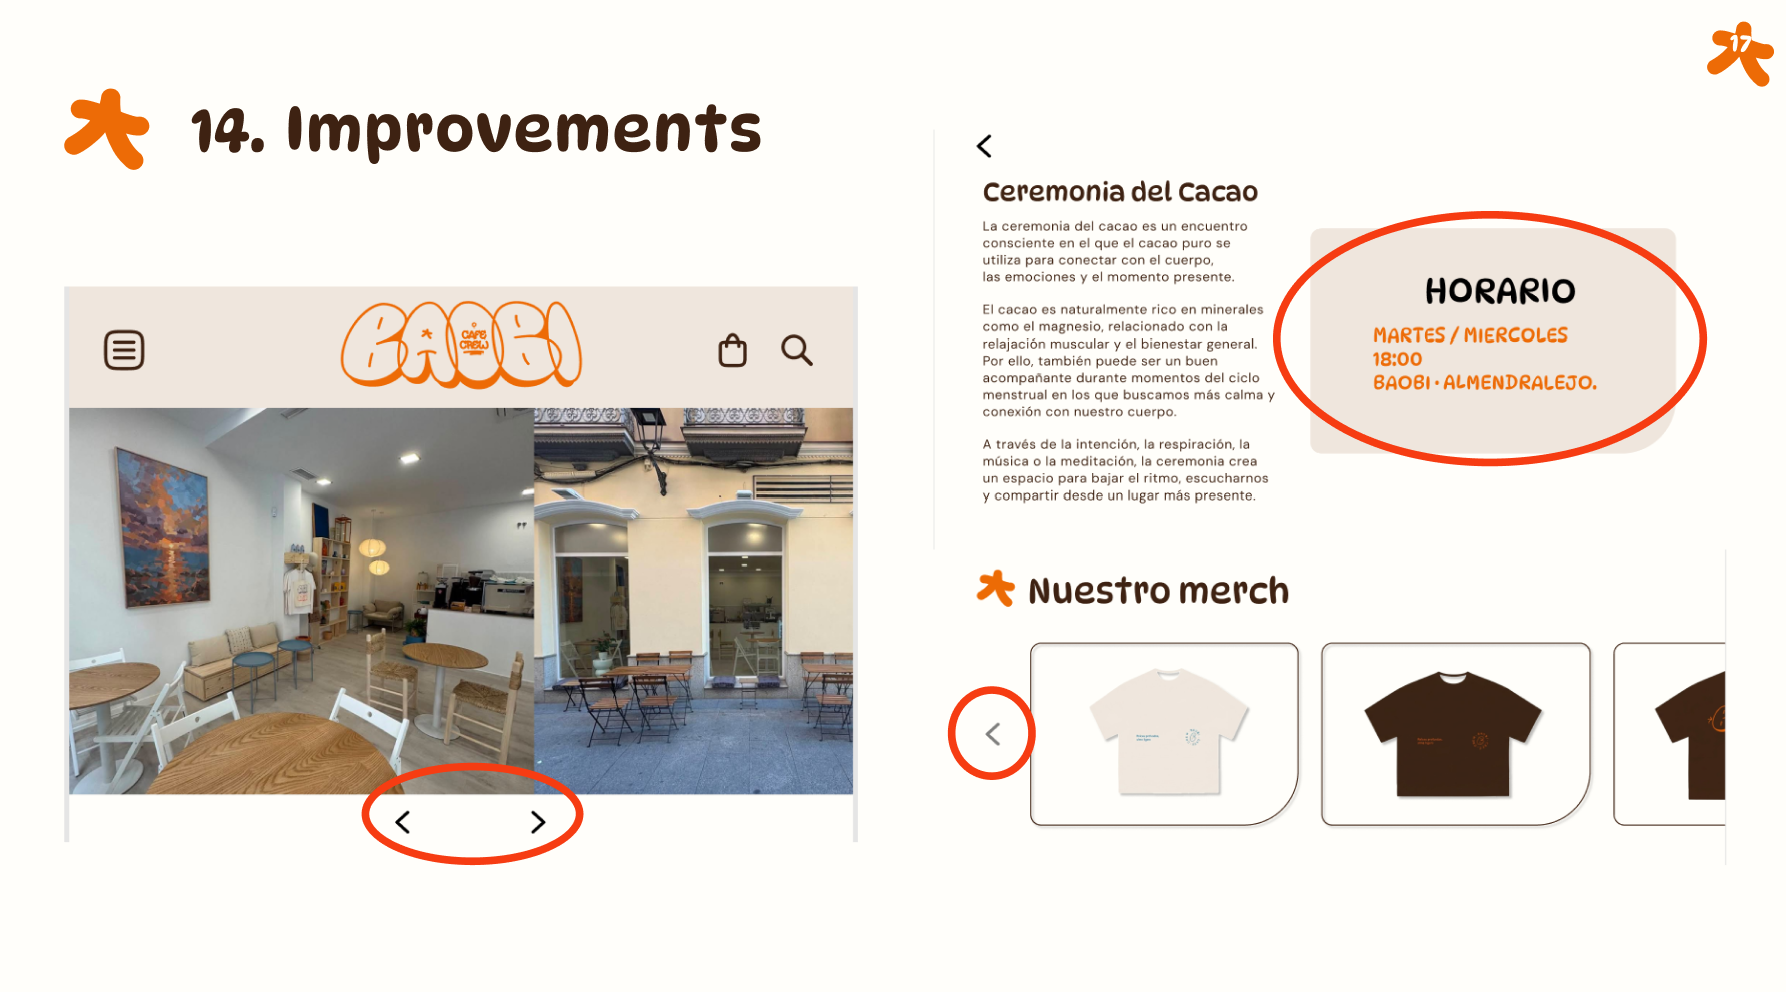 17
14. Improvements
BAOBI
CAFE
CREW
Ceremonia del Cacao
La ceremonia del cacao es un encuentro
consciente en el que el cacao puro se
utiliza para conectar con el cuerpo,
las emociones y el momento presente.
El cacao es naturalmente rico en minerales
como el magnesio, relacionado con la
relajación muscular y el bienestar general.
Por ello, también puede ser un buen
acompañante durante momentos del ciclo
menstrual en los que buscamos más calma y
conexión con nuestro cuerpo.
A través de la intención, la respiración, la
música o la meditación, la ceremonia crea
un espacio para bajar el ritmo, escucharnos
y compartir desde un lugar más presente.
HORARIO
MARTES / MIERCOLES
18:00
BAOBI · ALMENDRALEJO.
Nuestro merch